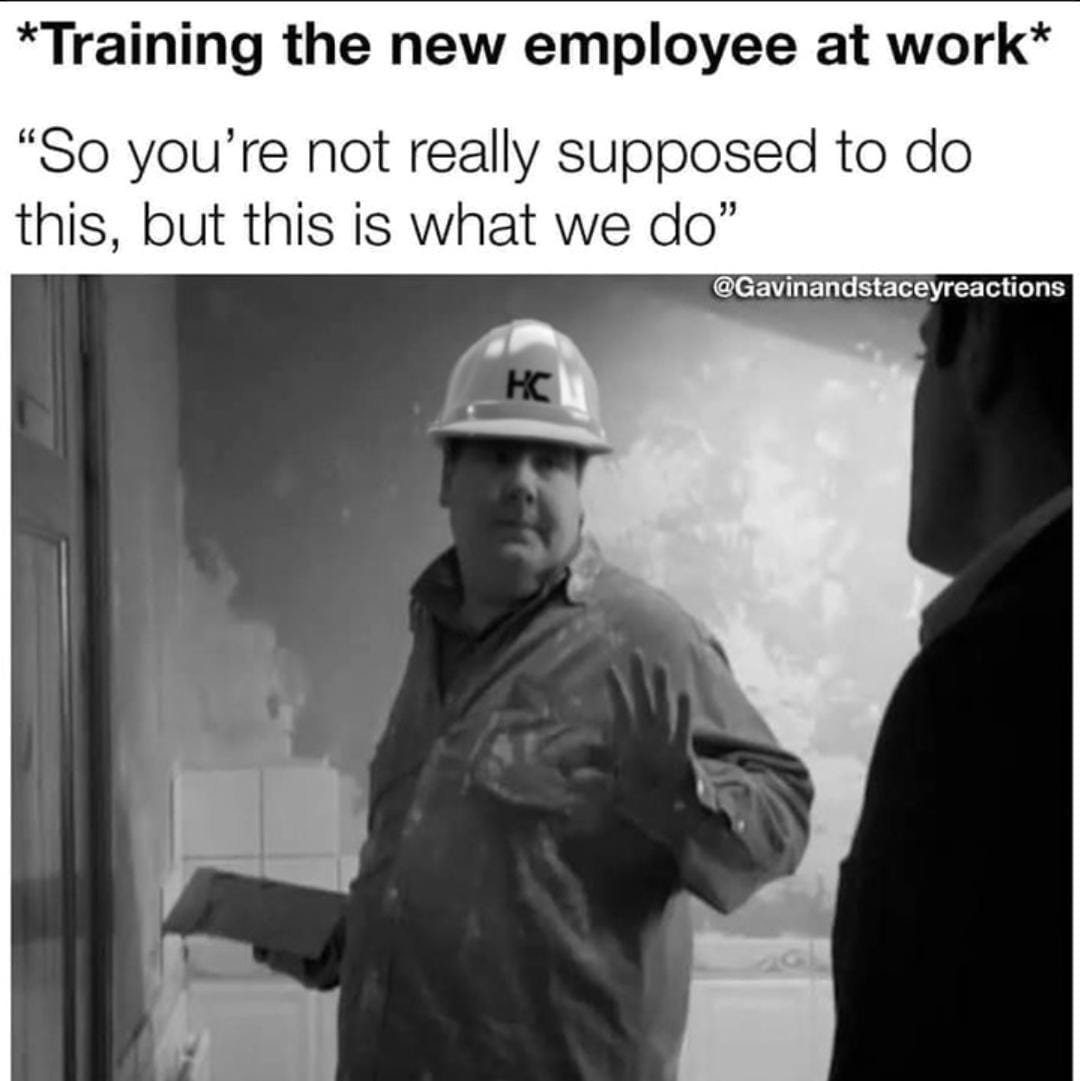 *Training the new employee at work*
“So you’re not really supposed to do
this, but this is what we do”
@Gavinandstaceyreactions
HC